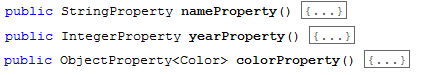 public StringProperty nameProperty() {...}
public IntegerProperty yearProperty() {...}
public ObjectProperty<Color> colorProperty() {...}